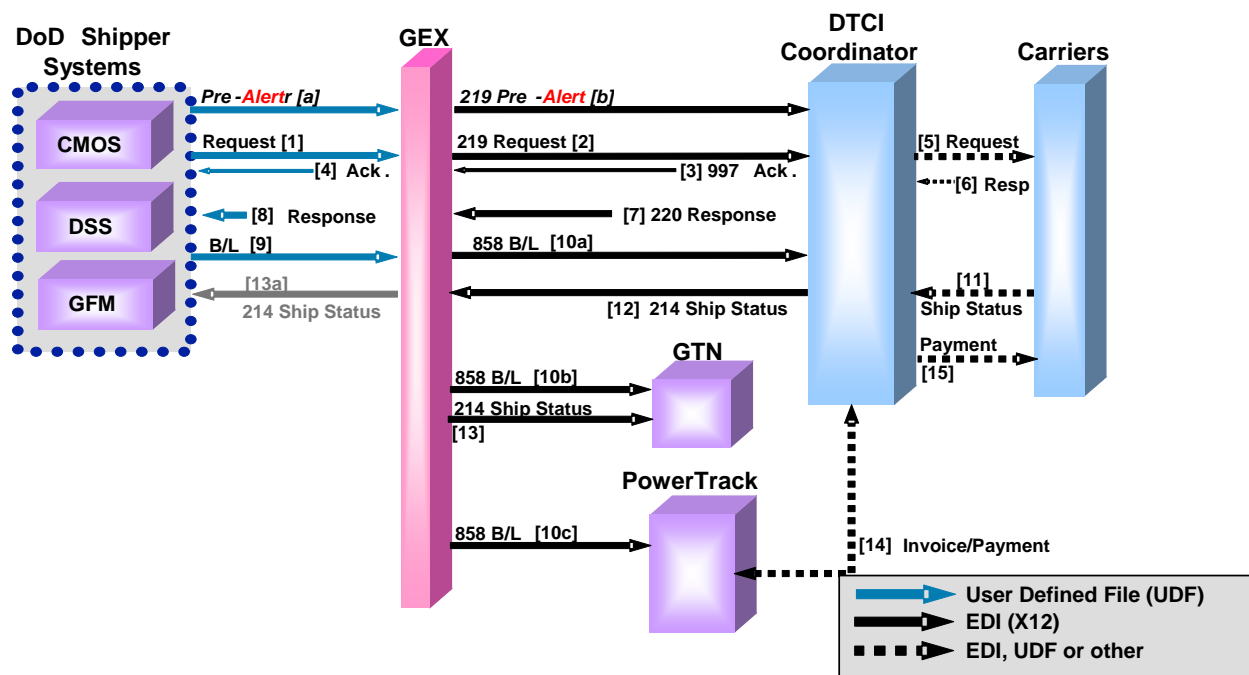 DTCI
Coordinator
DoD Shipper
Systems
GEX
Carriers
CMOS
DSS
GFM
Pre -Alertr [a]
219 Pre -Alert [b]
Request [1]
219 Request [2]
[4] Ack .
[3] 997 Ack .
[5] Request
[6] Resp
[8] Response
[7] 220 Response
B/L [9]
858 B/L [10a]
[13a]
214 Ship Status
[12] 214 Ship Status
[11]
Ship Status
Payment
[15]
GTN
858 B/L [10b]
214 Ship Status
[13]
PowerTrack
858 B/L [10c]
[14] Invoice/Payment
User Defined File (UDF)
EDI (X12)
EDI, UDF or other